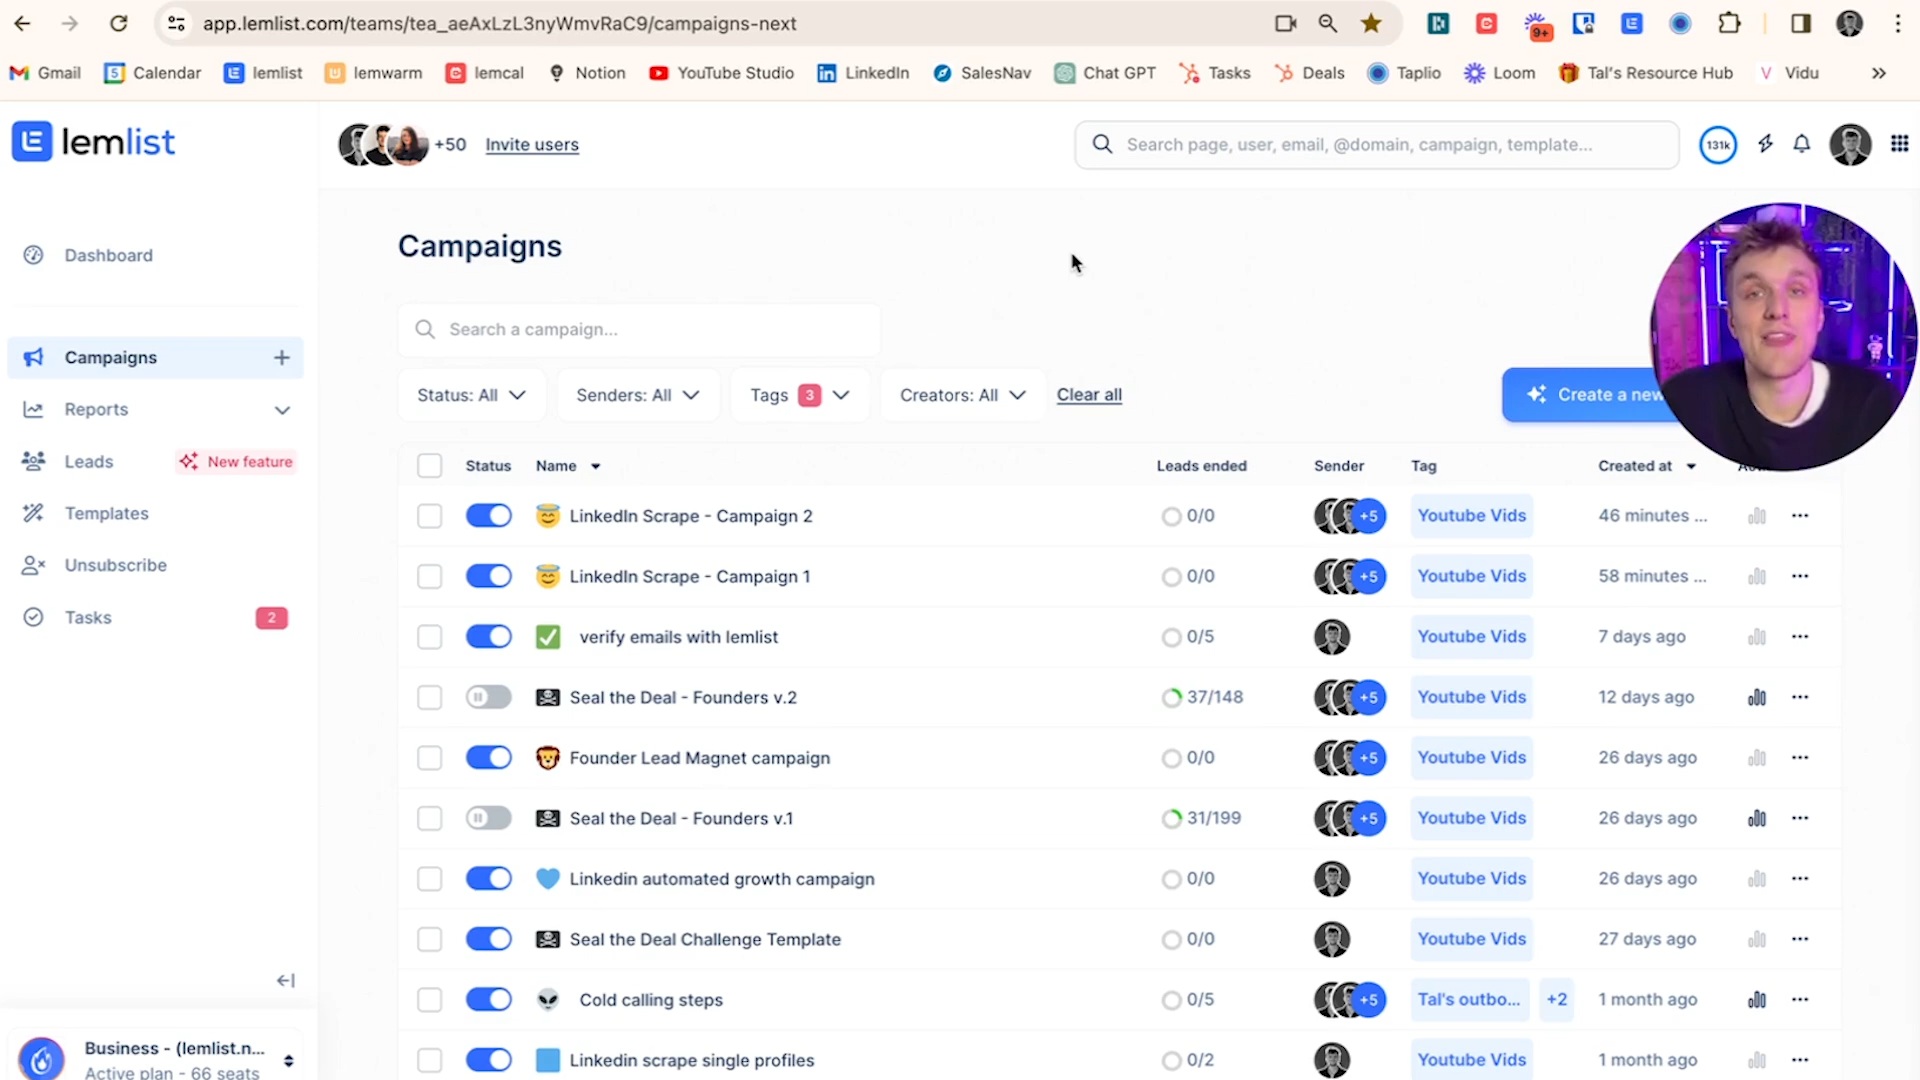 app.lemlist.com/teams/tea_aeAxLzL3nyWmvRaC9/campaigns-next
9+
Gmail
5 Calendar
lemlist
lemwarm
lemcal
Notion
YouTube Studio
LinkedIn
SalesNav
Chat GPT
Tasks
Deals
Taplio
Loom
Tal's Resource Hub
Vidu
»
lemlist
+50 Invite users
Search page, user, email, @domain, campaign, template...
131k
Dashboard
Campaigns +
Reports
Leads New feature
Templates
Unsubscribe
Tasks 2
Business - (lemlist.n...
Active plan - 66 seats
Campaigns
Search a campaign...
Status: All Senders: All Tags 3 Creators: All Clear all
Create a new
Status Name Leads ended Sender Tag Created at
LinkedIn Scrape - Campaign 2 0/0 +5 Youtube Vids 46 minutes ...
LinkedIn Scrape - Campaign 1 0/0 +5 Youtube Vids 58 minutes ...
verify emails with lemlist 0/5 Youtube Vids 7 days ago
Seal the Deal - Founders v.2 37/148 +5 Youtube Vids 12 days ago
Founder Lead Magnet campaign 0/0 +5 Youtube Vids 26 days ago
Seal the Deal - Founders v.1 31/199 +5 Youtube Vids 26 days ago
Linkedin automated growth campaign 0/0 Youtube Vids 26 days ago
Seal the Deal Challenge Template 0/0 Youtube Vids 27 days ago
Cold calling steps 0/5 +5 Tal's outbo... +2 1 month ago
Linkedin scrape single profiles 0/2 Youtube Vids 1 month ago